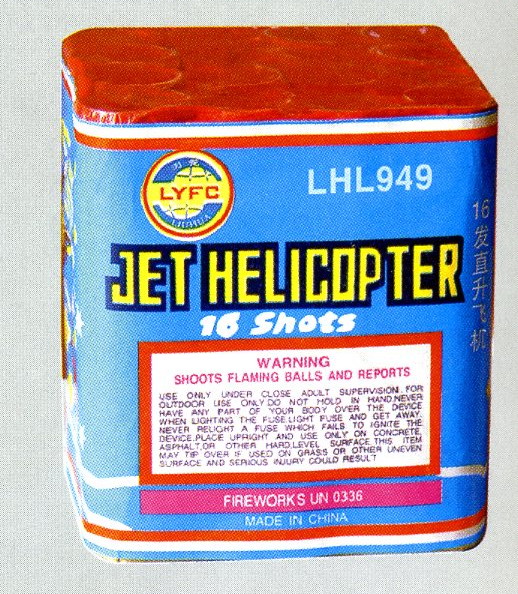 LHL949
LYFC
LIUHUA
JET HELICOPTER
16 Shots
16发直升飞机
WARNING
SHOOTS FLAMING BALLS AND REPORTS
USE ONLY UNDER CLOSE ADULT SUPERVISION.FOR
OUTDOOR USE ONLY.DO NOT HOLD IN HAND.NEVER
HAVE ANY PART OF YOUR BODY OVER THE DEVICE
WHEN LIGHTING THE FUSE.LIGHT FUSE AND GET AWAY.
NEVER RELIGHT A FUSE WHICH FAILS TO IGNITE THE
DEVICE.PLACE UPRIGHT AND USE ONLY ON CONCRETE,
ASPHALT,OR OTHER HARD,LEVEL SURFACE.THIS ITEM
MAY TIP OVER IF USED ON GRASS OR OTHER UNEVEN
SURFACE AND SERIOUS INJURY COULD RESULT
FIREWORKS UN 0336
MADE IN CHINA